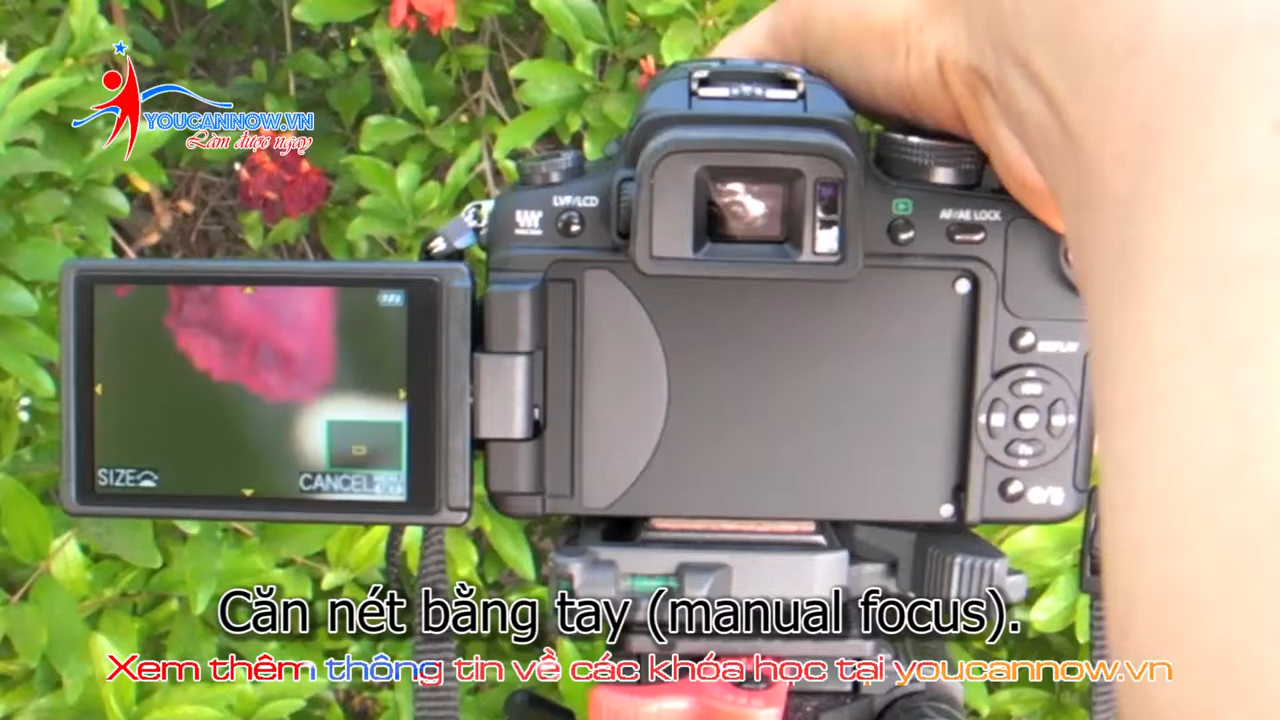 YOUCANNOW.VN
Làm được ngay
LVF/LCD
AF/AE LOCK
SIZE
CANCEL
Căn nét bằng tay (manual focus).
Xem thêm thông tin về các khóa học tại youcannow.vn